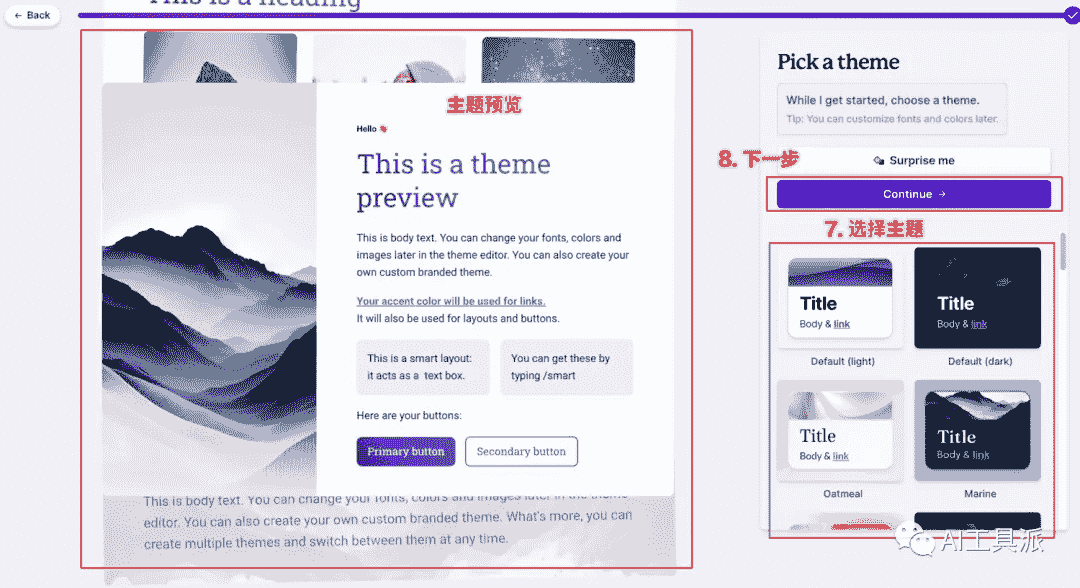 ← Back
This is a heading
主题预览
Hello
This is a theme
preview
This is body text. You can change your fonts, colors and
images later in the theme editor. You can also create your
own custom branded theme.
Your accent color will be used for links.
It will also be used for layouts and buttons.
This is a smart layout:
it acts as a text box.
You can get these by
typing /smart
Here are your buttons:
Primary button
Secondary button
This is body text. You can change your fonts, colors and images later in the theme
editor. You can also create your own custom branded theme. What's more, you can
create multiple themes and switch between them at any time.
Pick a theme
While I get started, choose a theme.
Tip: You can customize fonts and colors later.
8. 下一步
Surprise me
Continue →
7. 选择主题
Title
Body & link
Default (light)
Title
Body & link
Default (dark)
Title
Body & link
Oatmeal
Title
Body & link
Marine
AI工具派